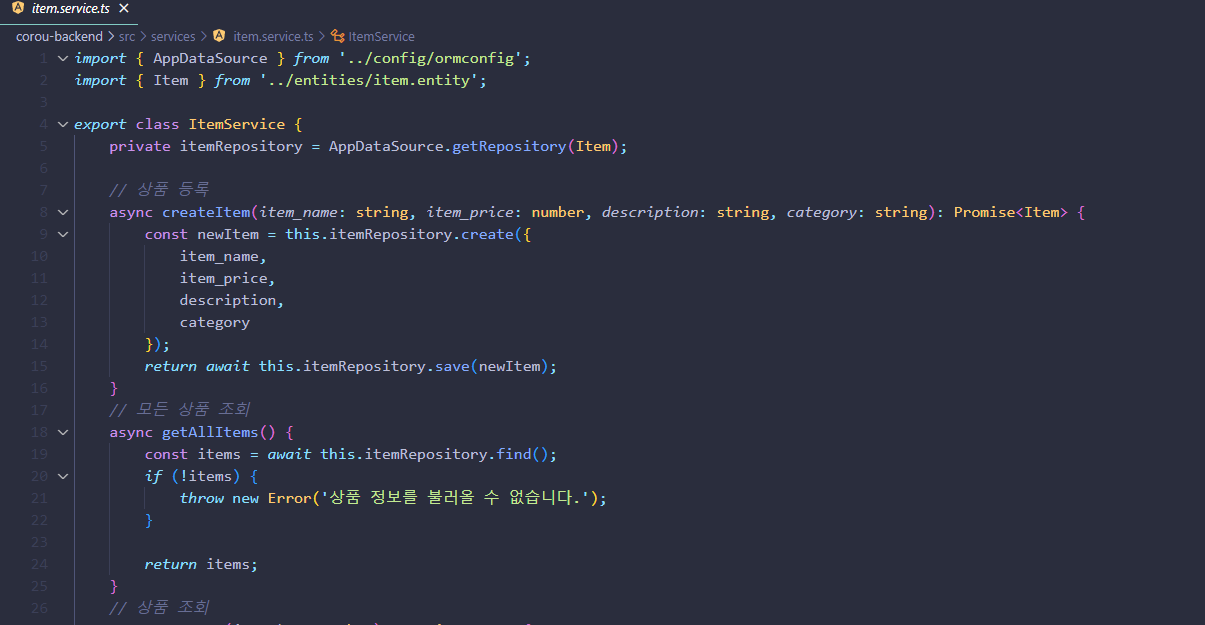 item.service.ts
corou-backend > src > services > item.service.ts > ItemService
1 import { AppDataSource } from '../config/ormconfig';
2 import { Item } from '../entities/item.entity';
3
4 export class ItemService {
5 private itemRepository = AppDataSource.getRepository(Item);
6
7 // 상품 등록
8 async createItem(item_name: string, item_price: number, description: string, category: string): Promise<Item> {
9 const newItem = this.itemRepository.create({
10 item_name,
11 item_price,
12 description,
13 category
14 });
15 return await this.itemRepository.save(newItem);
16 }
17 // 모든 상품 조회
18 async getAllItems() {
19 const items = await this.itemRepository.find();
20 if (!items) {
21 throw new Error('상품 정보를 불러올 수 없습니다.');
22 }
23
24 return items;
25 }
26 // 상품 조회